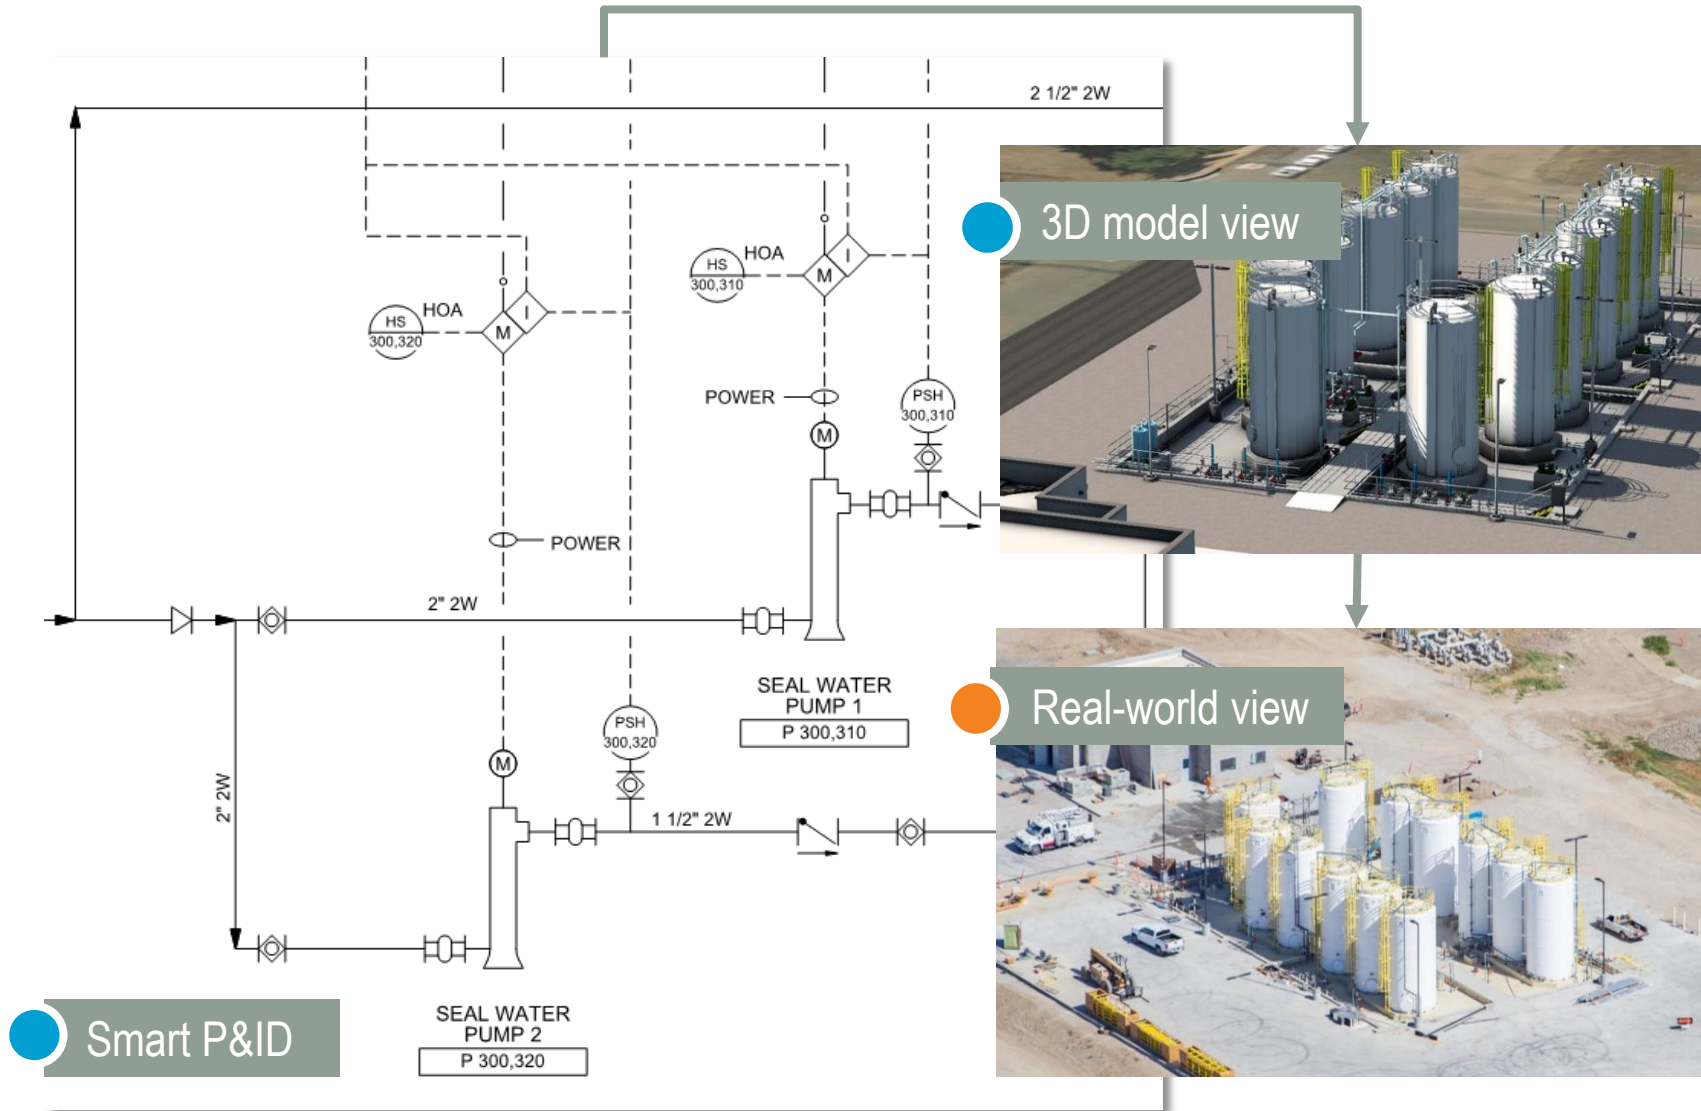 2 1/2" 2W
3D model view
HS
300,310
HOA
M
I
HS
300,320
HOA
M
I
POWER
PSH
300,310
M
POWER
2" 2W
SEAL WATER
PUMP 1
P 300,310
Real-world view
PSH
300,320
M
2" 2W
1 1/2" 2W
SEAL WATER
PUMP 2
P 300,320
Smart P&ID